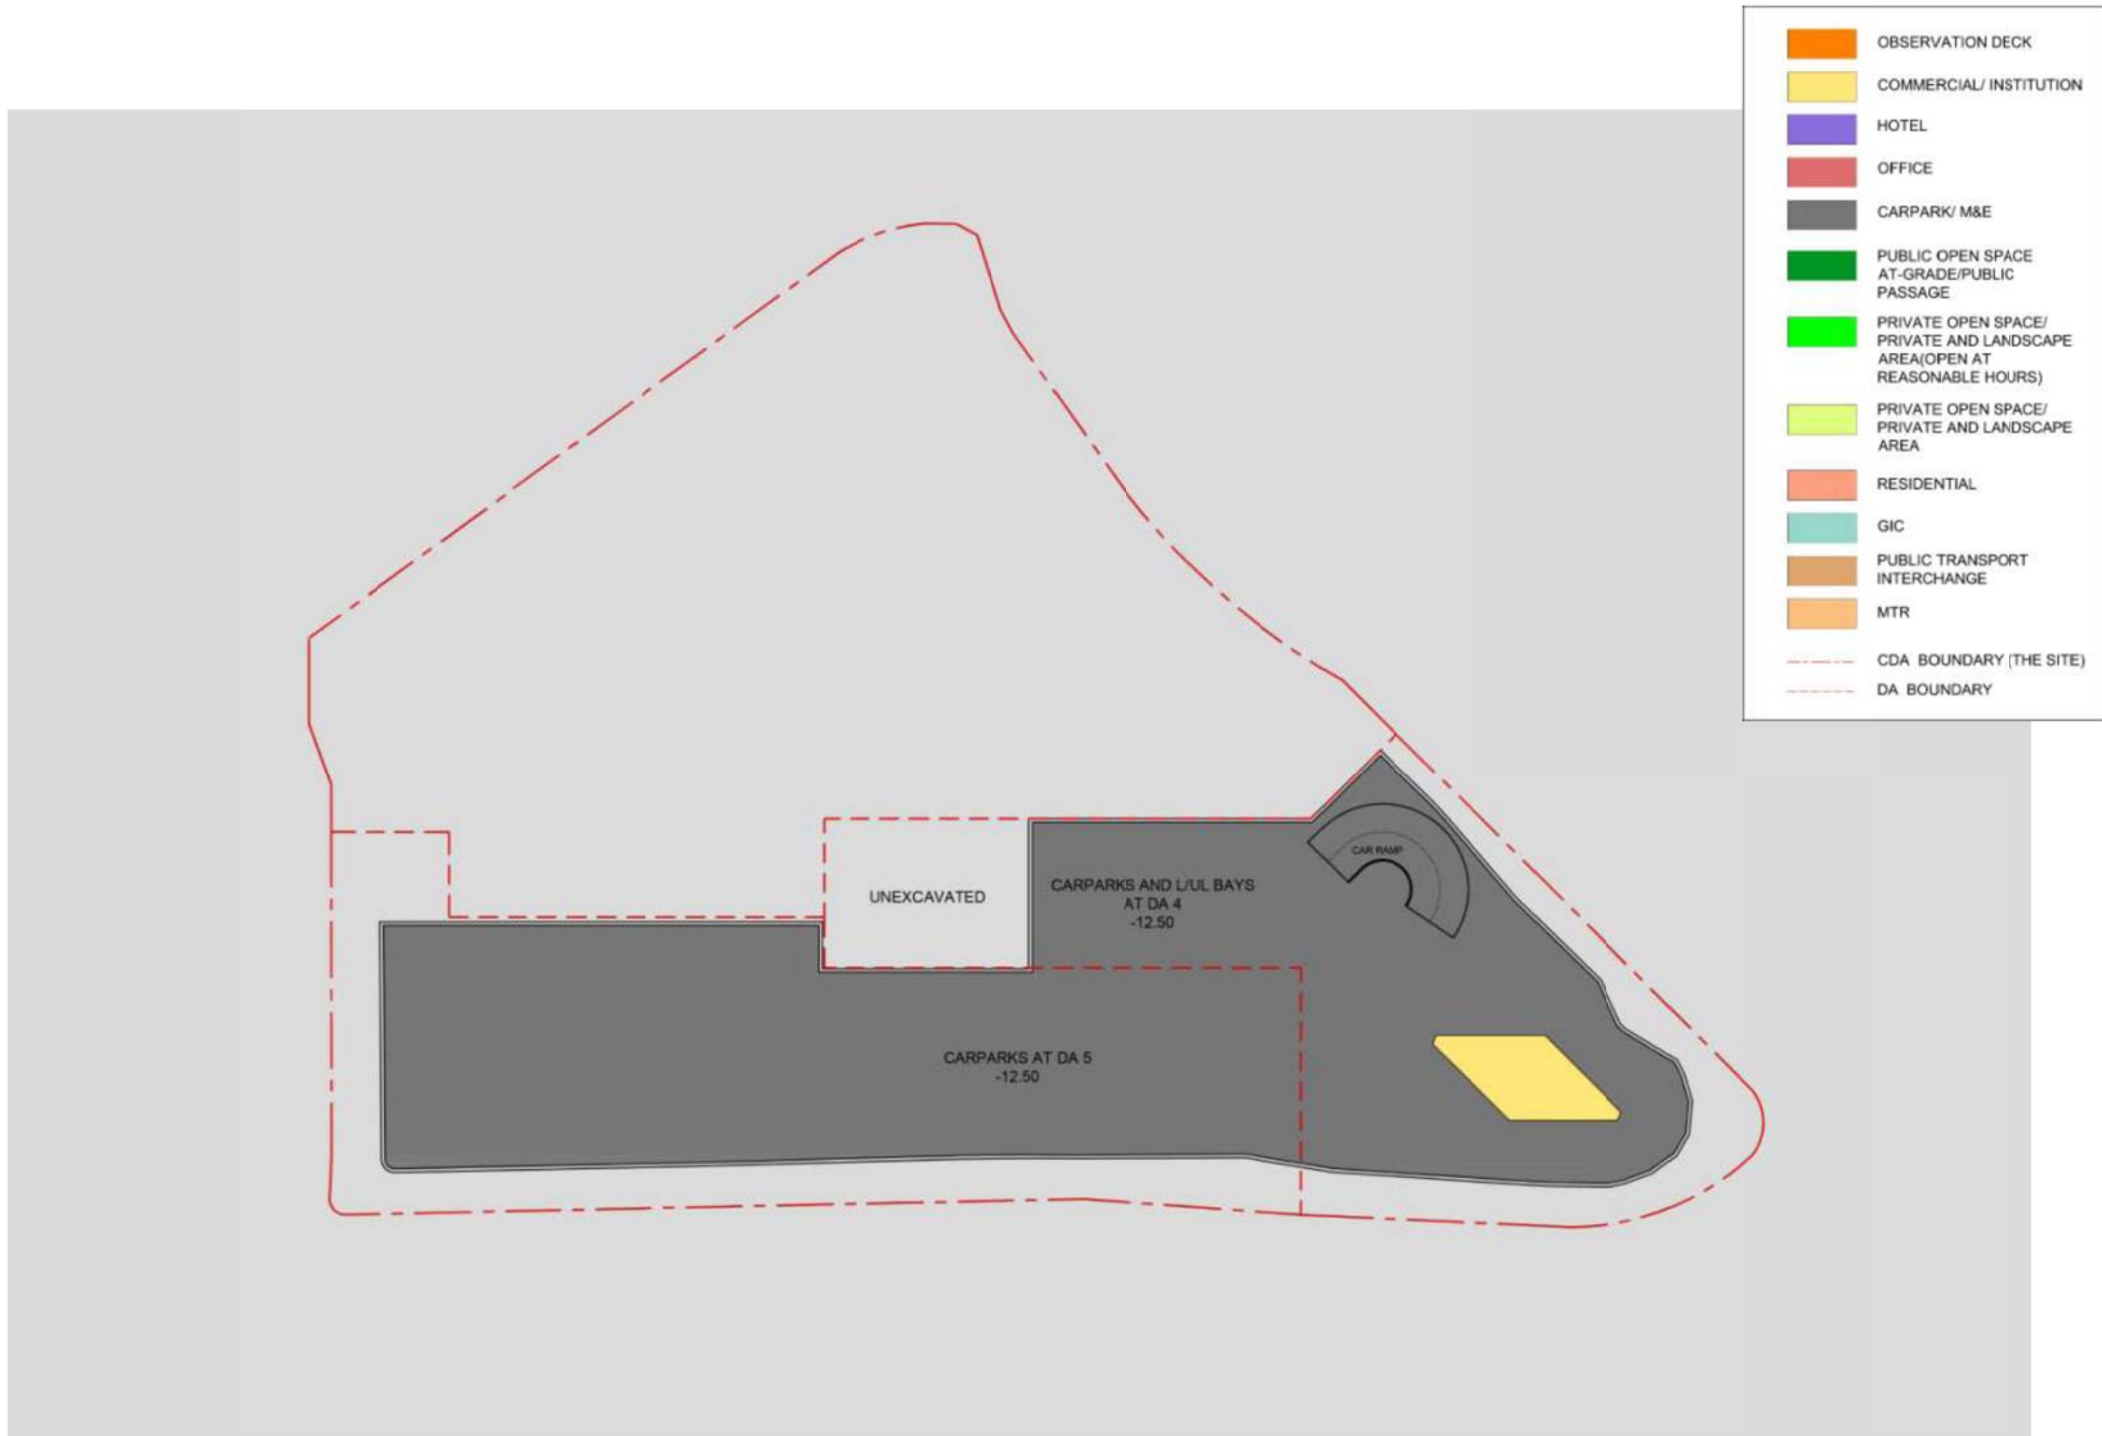 OBSERVATION DECK
COMMERCIAL/ INSTITUTION
HOTEL
OFFICE
CARPARK/ M&E
PUBLIC OPEN SPACE
AT-GRADE/PUBLIC
PASSAGE
PRIVATE OPEN SPACE/
PRIVATE AND LANDSCAPE
AREA(OPEN AT
REASONABLE HOURS)
PRIVATE OPEN SPACE/
PRIVATE AND LANDSCAPE
AREA
RESIDENTIAL
GIC
PUBLIC TRANSPORT
INTERCHANGE
MTR
CDA BOUNDARY (THE SITE)
DA BOUNDARY
CAR RAMP
UNEXCAVATED
CARPARKS AND L/UL BAYS
AT DA 4
-12.50
CARPARKS AT DA 5
-12.50